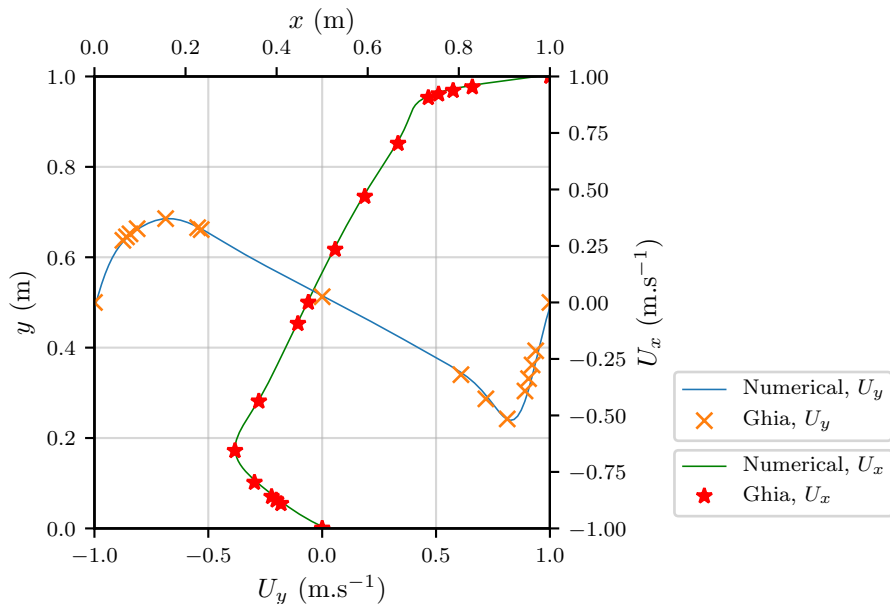 x (m)
0.0 0.2 0.4 0.6 0.8 1.0
1.0
0.8
0.6
0.4
0.2
0.0
y (m)
1.00
0.75
0.50
0.25
0.00
−0.25
−0.50
−0.75
−1.00
U_x (m.s⁻¹)
−1.0 −0.5 0.0 0.5 1.0
U_y (m.s⁻¹)
Numerical, U_y
Ghia, U_y
Numerical, U_x
Ghia, U_x